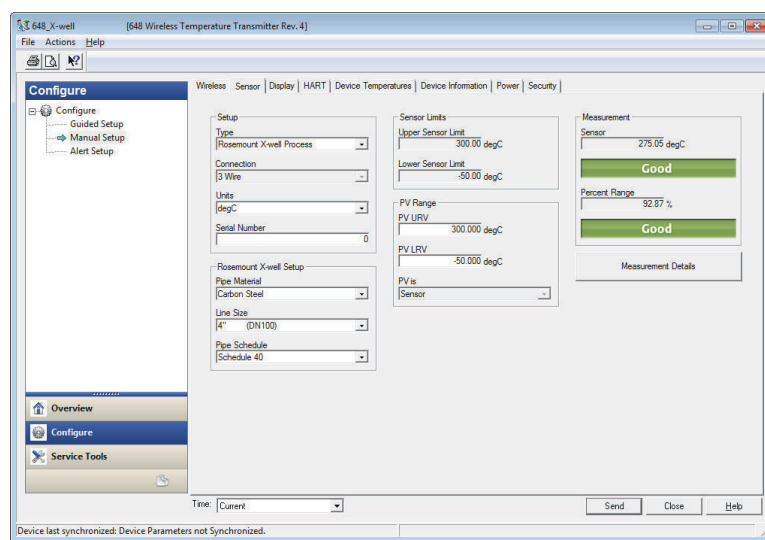 648_X-well [648 Wireless Temperature Transmitter Rev. 4]
File Actions Help
Configure
Configure
Guided Setup
Manual Setup
Alert Setup
Overview
Configure
Service Tools
Wireless Sensor Display HART Device Temperatures Device Information Power Security
Setup
Type
Rosemount X-well Process
Connection
3 Wire
Units
degC
Serial Number
0
Rosemount X-well Setup
Pipe Material
Carbon Steel
Line Size
4" (DN100)
Pipe Schedule
Schedule 40
Sensor Limits
Upper Sensor Limit
300.00 degC
Lower Sensor Limit
-50.00 degC
PV Range
PV URV
300.000 degC
PV LRV
-50.000 degC
PV is
Sensor
Measurement
Sensor
275.05 degC
Good
Percent Range
92.87 %
Good
Measurement Details
Time: Current
Send Close Help
Device last synchronized: Device Parameters not Synchronized.